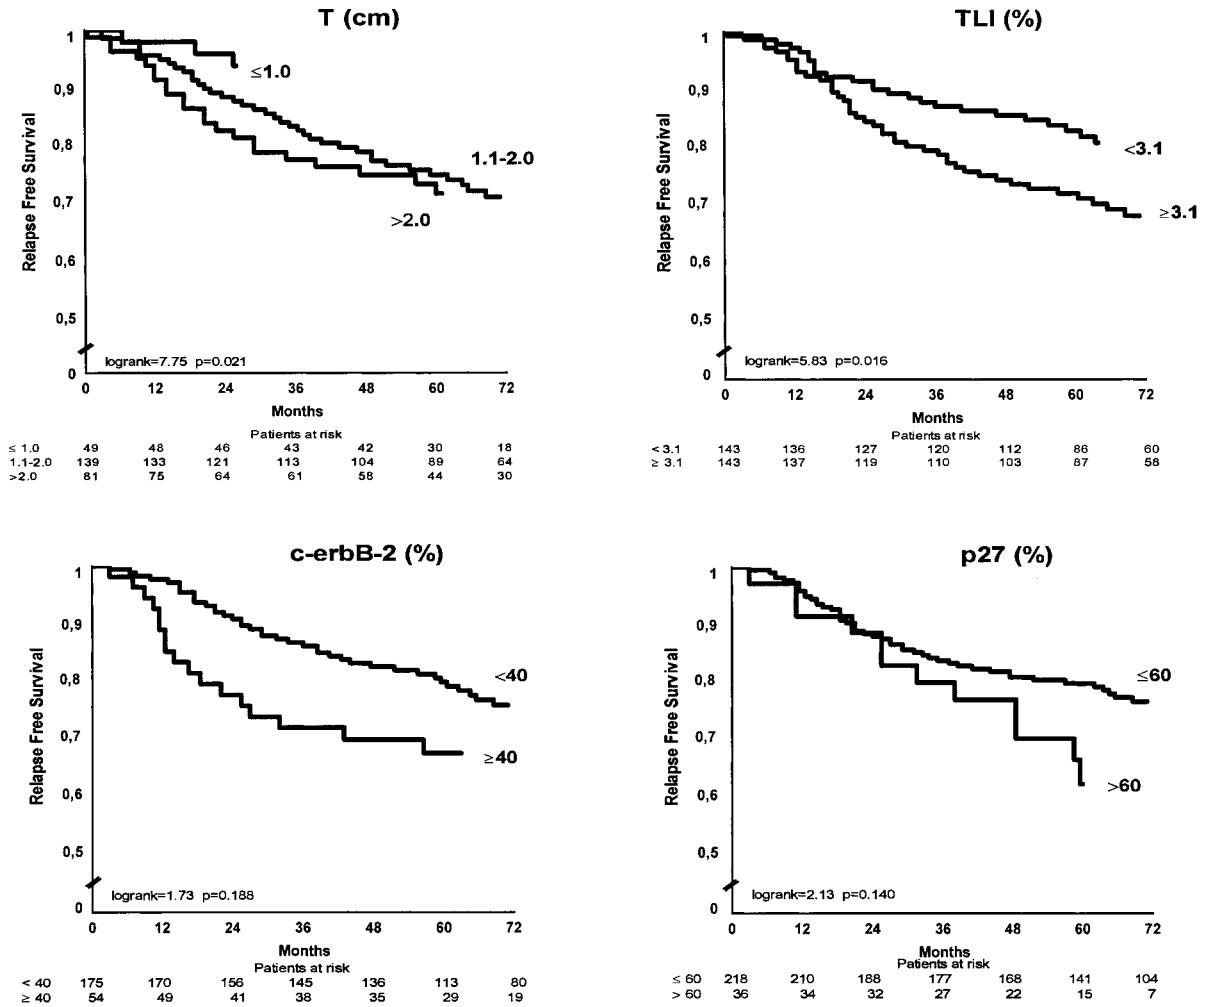 T (cm)
Relapse Free Survival
1
0,9
0,8
0,7
0,6
0,5
0
≤1.0
1.1-2.0
>2.0
logrank=7.75 p=0.021
0 12 24 36 48 60 72
Months
Patients at risk
≤ 1.0 49 48 46 43 42 30 18
1.1-2.0 139 133 121 113 104 89 64
>2.0 81 75 64 61 58 44 30
TLI (%)
Relapse Free Survival
1
0,9
0,8
0,7
0,6
0,5
0
<3.1
≥3.1
logrank=5.83 p=0.016
0 12 24 36 48 60 72
Months
Patients at risk
< 3.1 143 136 127 120 112 86 60
≥ 3.1 143 137 119 110 103 87 58
c-erbB-2 (%)
Relapse Free Survival
1
0,9
0,8
0,7
0,6
0,5
0
<40
≥40
logrank=1.73 p=0.188
0 12 24 36 48 60 72
Months
Patients at risk
< 40 175 170 156 145 136 113 80
≥ 40 54 49 41 38 35 29 19
p27 (%)
Relapse Free Survival
1
0,9
0,8
0,7
0,6
0,5
0
≤60
>60
logrank=2.13 p=0.140
0 12 24 36 48 60 72
Months
Patients at risk
≤ 60 218 210 188 177 168 141 104
> 60 36 34 32 27 22 15 7